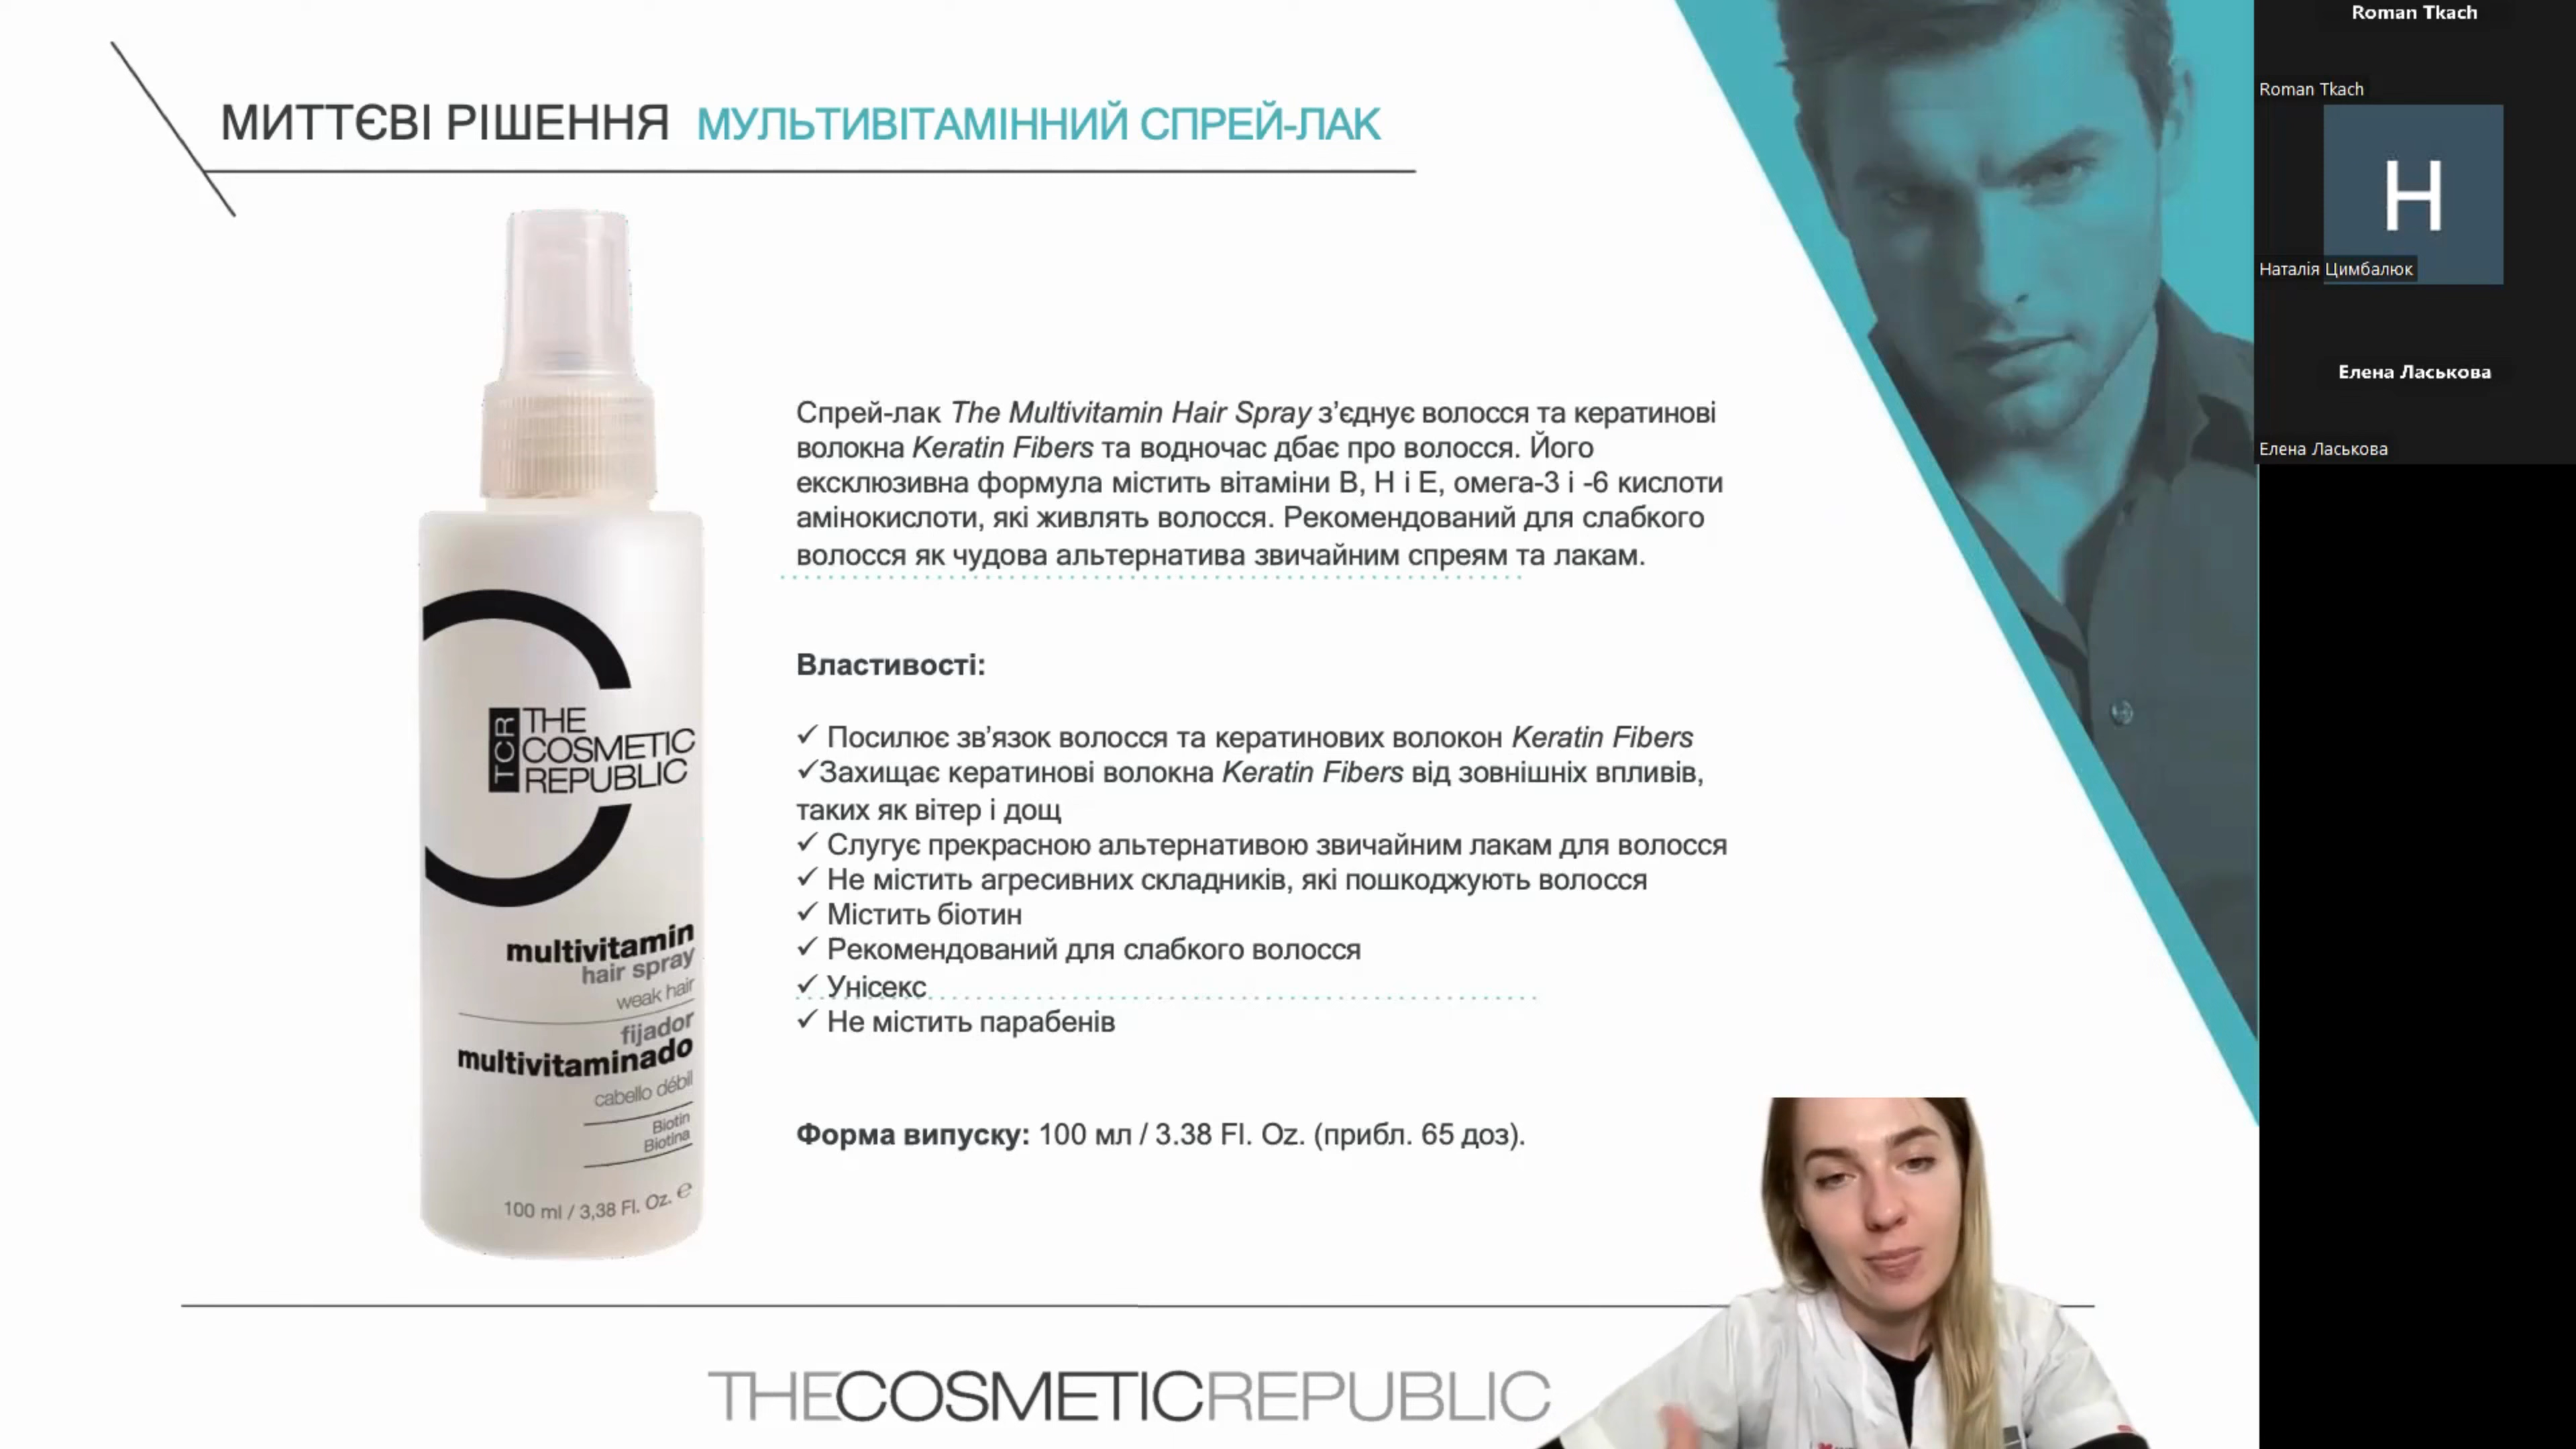 МИТТЄВІ РІШЕННЯ МУЛЬТИВІТАМІННИЙ СПРЕЙ-ЛАК
Спрей-лак The Multivitamin Hair Spray з’єднує волосся та кератинові
волокна Keratin Fibers та водночас дбає про волосся. Його
ексклюзивна формула містить вітаміни B, H і E, омега-3 і -6 кислоти
амінокислоти, які живлять волосся. Рекомендований для слабкого
волосся як чудова альтернатива звичайним спреям та лакам.
Властивості:
✓ Посилює зв’язок волосся та кератинових волокон Keratin Fibers
✓Захищає кератинові волокна Keratin Fibers від зовнішніх впливів,
таких як вітер і дощ
✓ Слугує прекрасною альтернативою звичайним лакам для волосся
✓ Не містить агресивних складників, які пошкоджують волосся
✓ Містить біотин
✓ Рекомендований для слабкого волосся
✓ Унісекс
✓ Не містить парабенів
Форма випуску: 100 мл / 3.38 Fl. Oz. (прибл. 65 доз).
TCR
THE
COSMETIC
REPUBLIC
multivitamin
hair spray
weak hair
fijador
multivitaminado
cabello débil
Biotin
Biotina
100 ml / 3,38 Fl. Oz. ℮
THECOSMETICREPUBLIC
Roman Tkach
Roman Tkach
Н
Наталія Цимбалюк
Елена Ласькова
Елена Ласькова